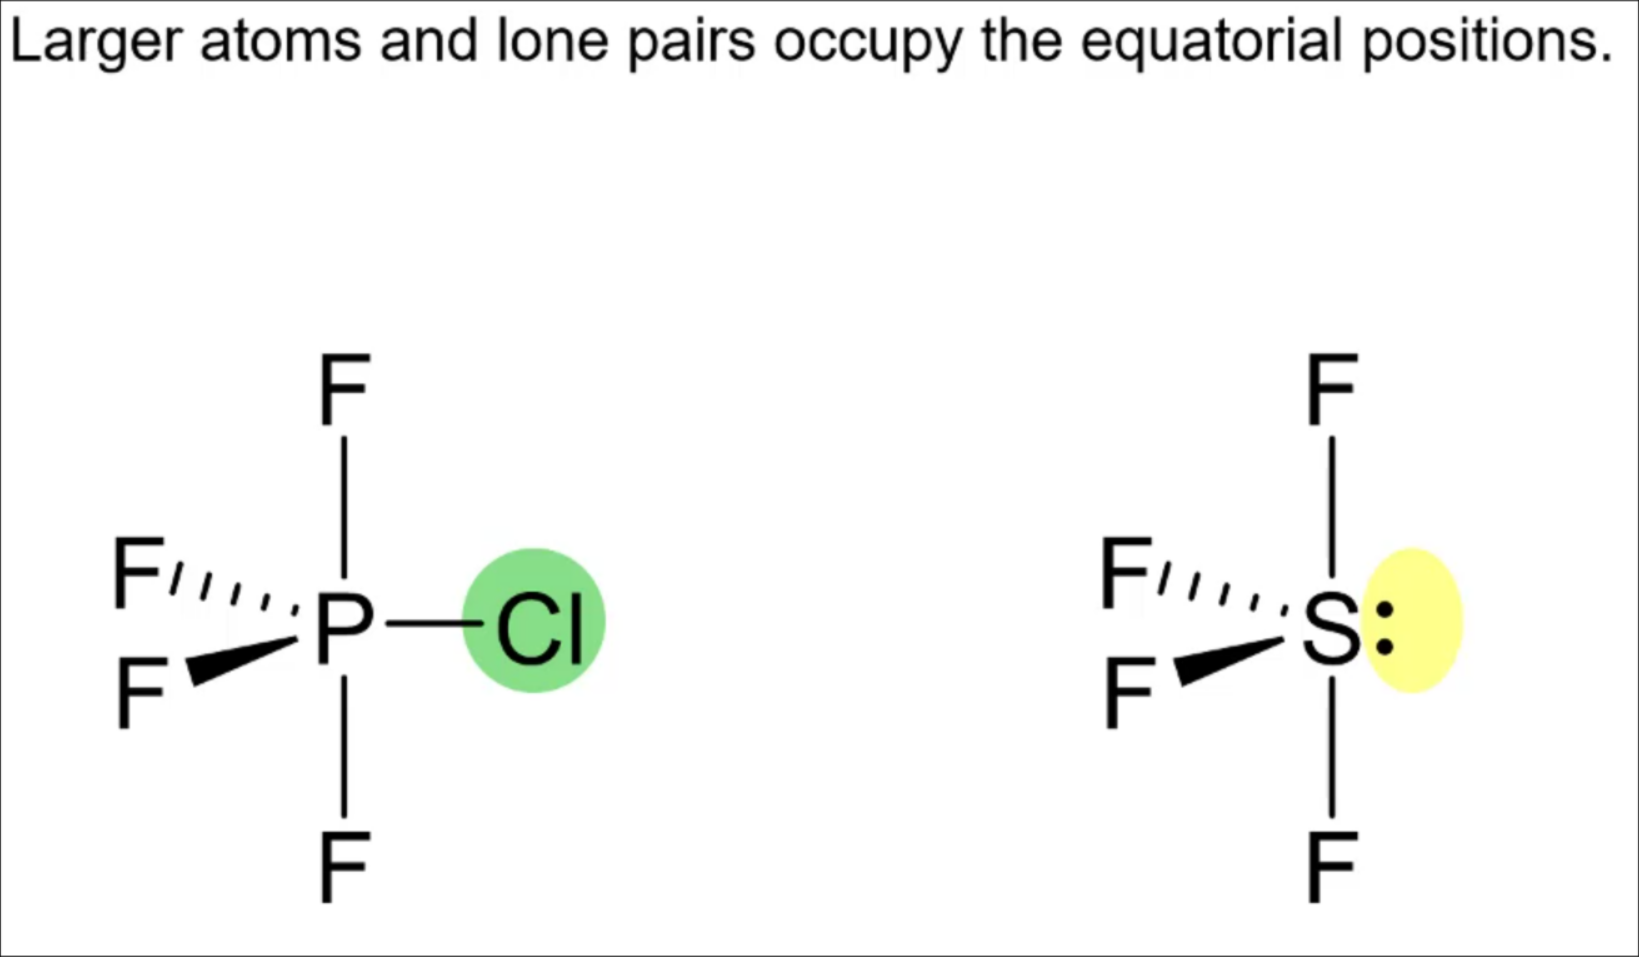 Larger atoms and lone pairs occupy the equatorial positions.
F F
F F
P Cl S :
F F
F F